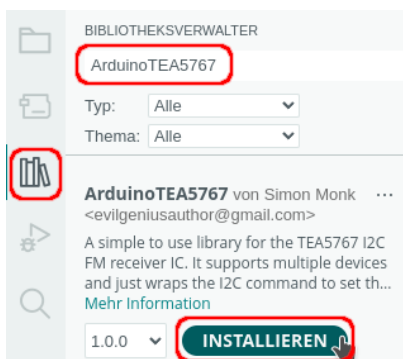 BIBLIOTHEKSVERWALTER
ArduinoTEA5767
Typ: Alle
Thema: Alle
ArduinoTEA5767 von Simon Monk ...
<evilgeniusauthor@gmail.com>
A simple to use library for the TEA5767 I2C
FM receiver IC. It supports multiple devices
and just wraps the I2C command to set th...
Mehr Information
1.0.0 INSTALLIEREN